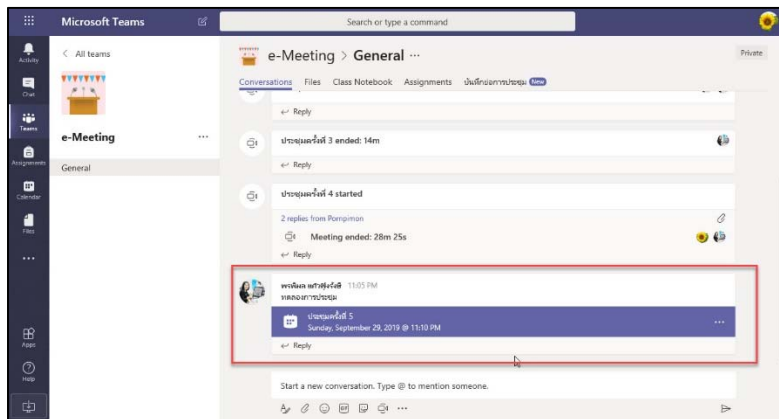 Microsoft Teams
Search or type a command
Activity
Chat
Teams
Assignments
Calendar
Files
Apps
Help
All teams
e-Meeting
General
e-Meeting > General
Private
Conversations Files Class Notebook Assignments บันทึกย่อการประชุม New
Reply
ประชุมครั้งที่ 3 ended: 14m
Reply
ประชุมครั้งที่ 4 started
2 replies from Pornpimon
Meeting ended: 28m 25s
Reply
11:05 PM
ทดลองการประชุม
ประชุมครั้งที่ 5
Sunday, September 29, 2019 @ 11:10 PM
Reply
Start a new conversation. Type @ to mention someone.